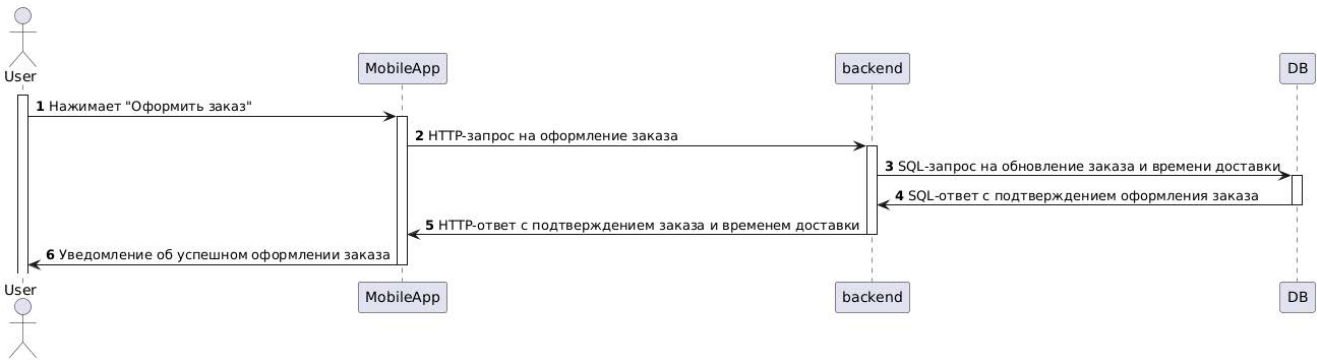 User
MobileApp
backend
DB
1 Нажимает "Оформить заказ"
2 HTTP-запрос на оформление заказа
3 SQL-запрос на обновление заказа и времени доставки
4 SQL-ответ с подтверждением оформления заказа
5 HTTP-ответ с подтверждением заказа и временем доставки
6 Уведомление об успешном оформлении заказа
User
MobileApp
backend
DB